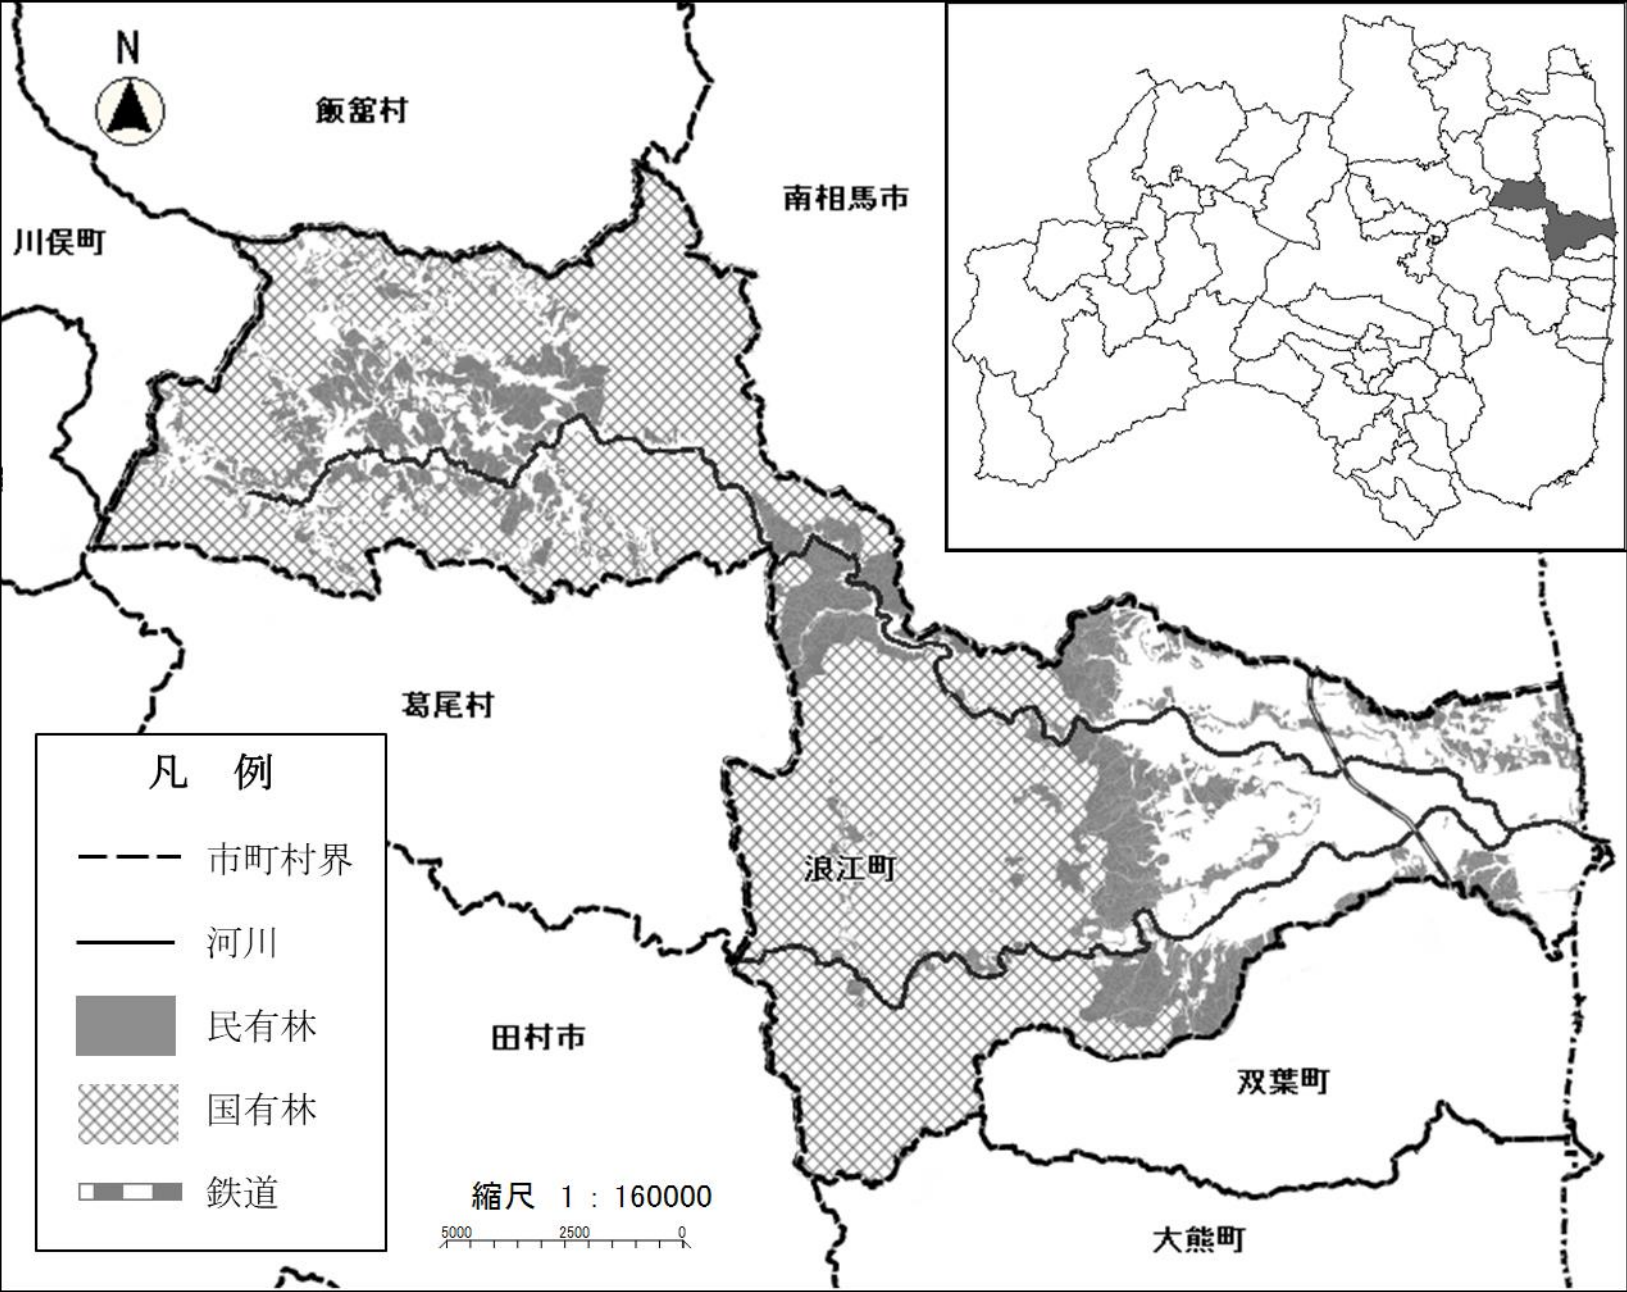 N
飯舘村
南相馬市
川俣町
葛尾村
浪江町
田村市
双葉町
大熊町
凡 例
市町村界
河川
民有林
国有林
鉄道
縮尺 1 : 160000
5000 2500 0